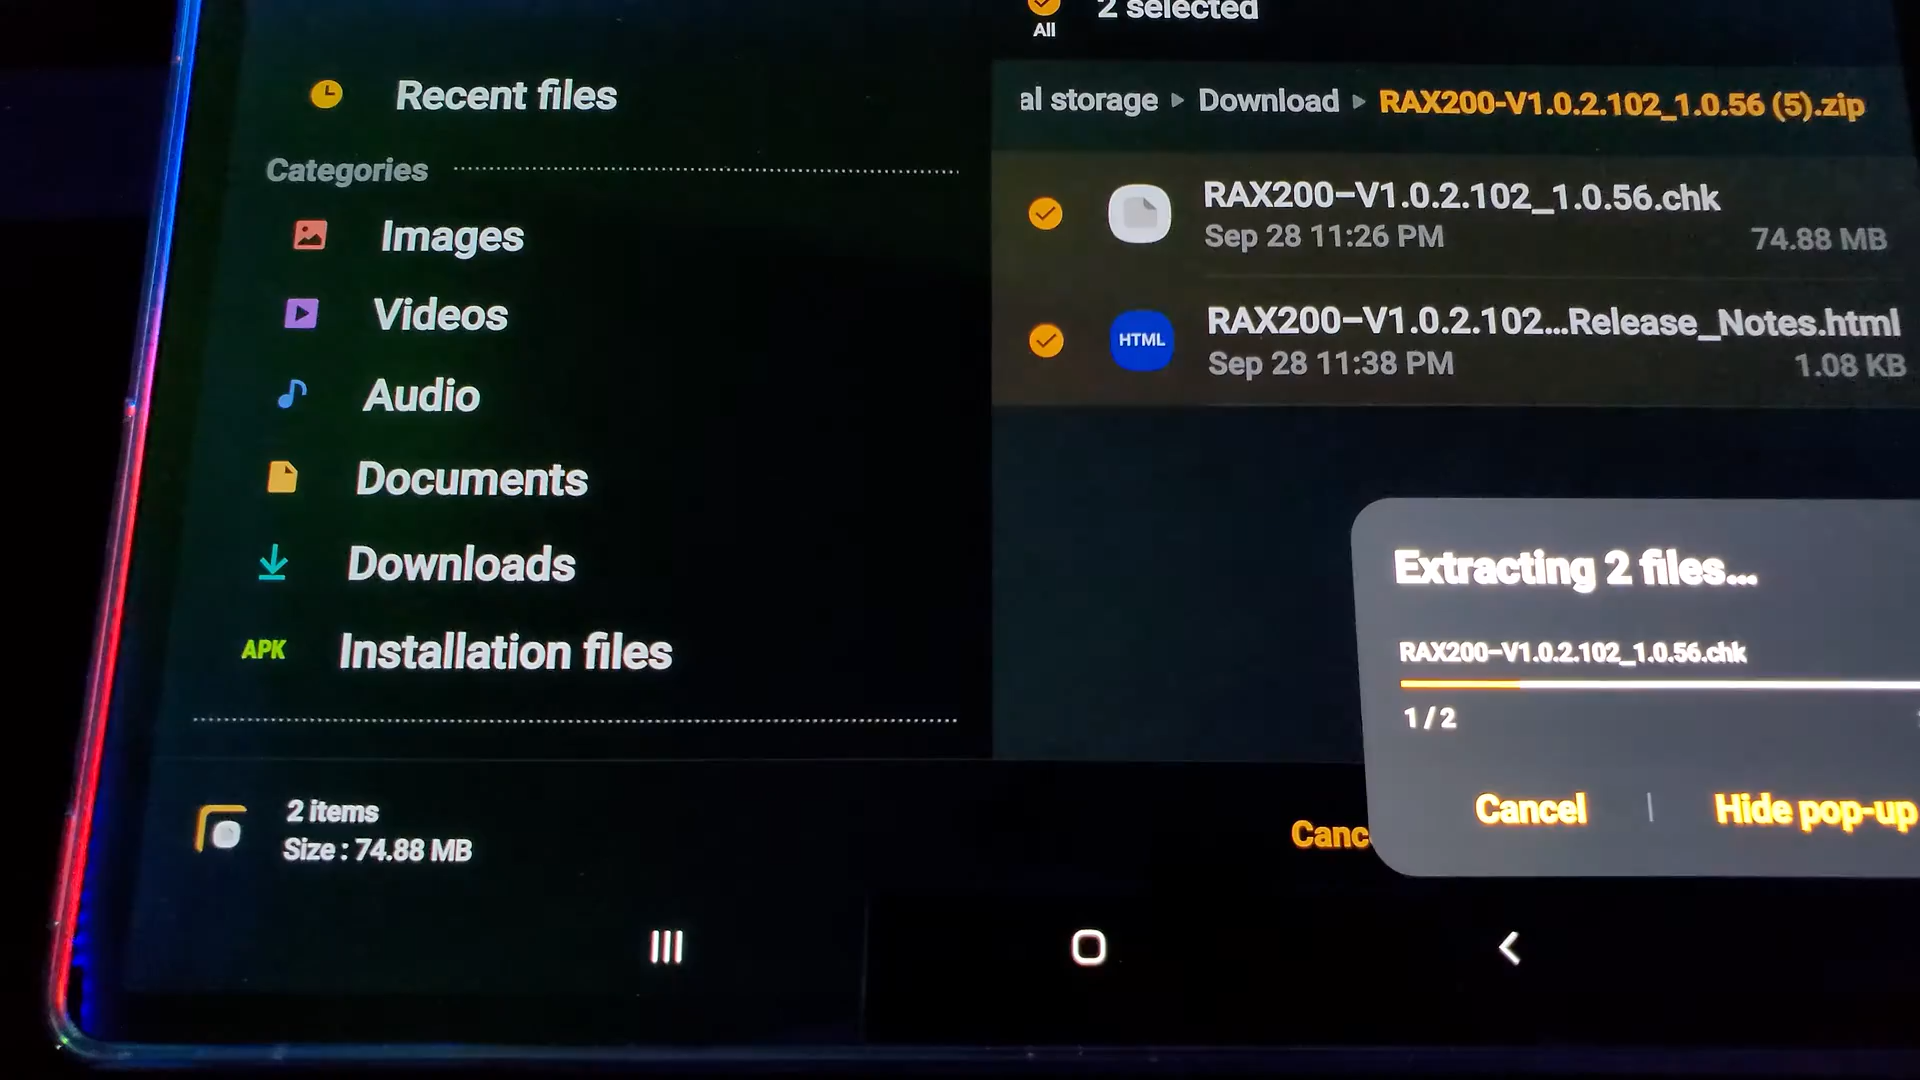 2 selected
All
Recent files
al storage ▸ Download ▸ RAX200-V1.0.2.102_1.0.56 (5).zip
Categories
RAX200-V1.0.2.102_1.0.56.chk
Sep 28 11:26 PM
74.88 MB
Images
Videos
RAX200-V1.0.2.102...Release_Notes.html
HTML
Sep 28 11:38 PM
1.08 KB
Audio
Documents
Downloads
APK
Installation files
Extracting 2 files...
RAX200-V1.0.2.102_1.0.56.chk
1 / 2
Cancel
Hide pop-up
2 items
Size : 74.88 MB
Canc